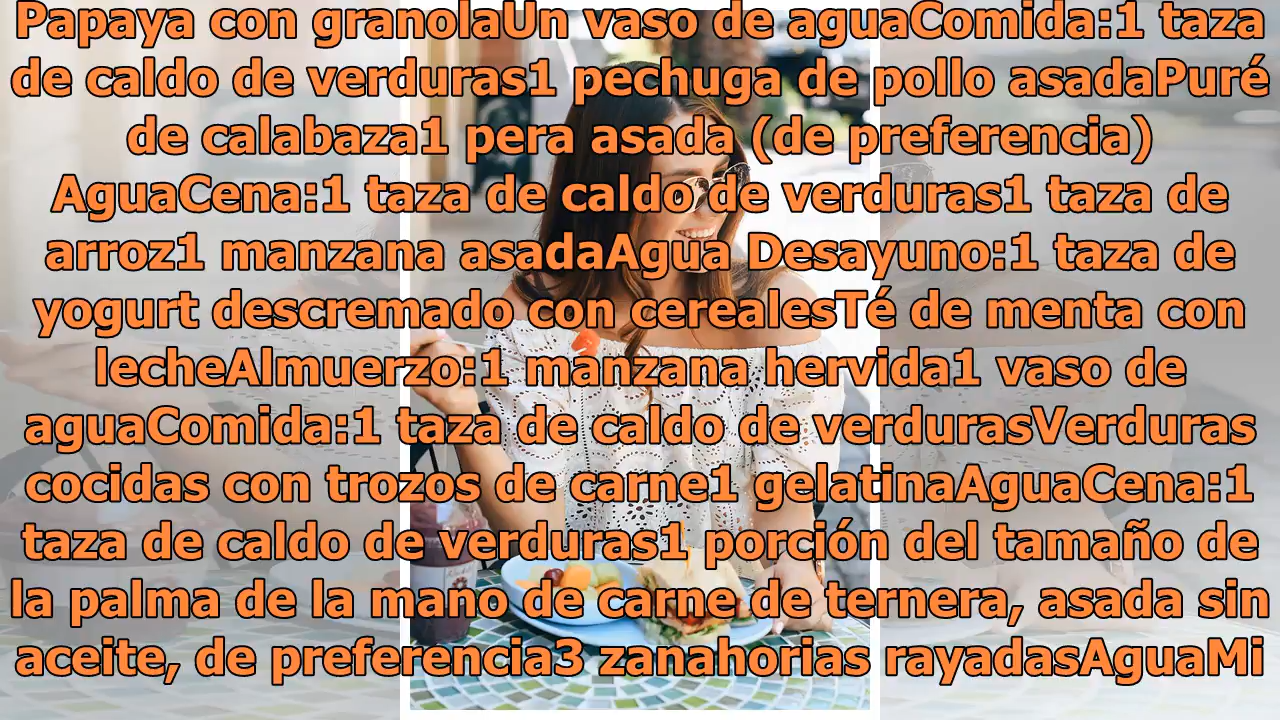 Papaya con granolaUn vaso de aguaComida:1 taza
de caldo de verduras1 pechuga de pollo asadaPuré
de calabaza1 pera asada (de preferencia)
AguaCena:1 taza de caldo de verduras1 taza de
arroz1 manzana asadaAgua Desayuno:1 taza de
yogurt descremado con cerealesTé de menta con
lecheAlmuerzo:1 manzana hervida1 vaso de
aguaComida:1 taza de caldo de verdurasVerduras
cocidas con trozos de carne1 gelatinaAguaCena:1
taza de caldo de verduras1 porción del tamaño de
la palma de la mano de carne de ternera, asada sin
aceite, de preferencia3 zanahorias rayadasAguaMi